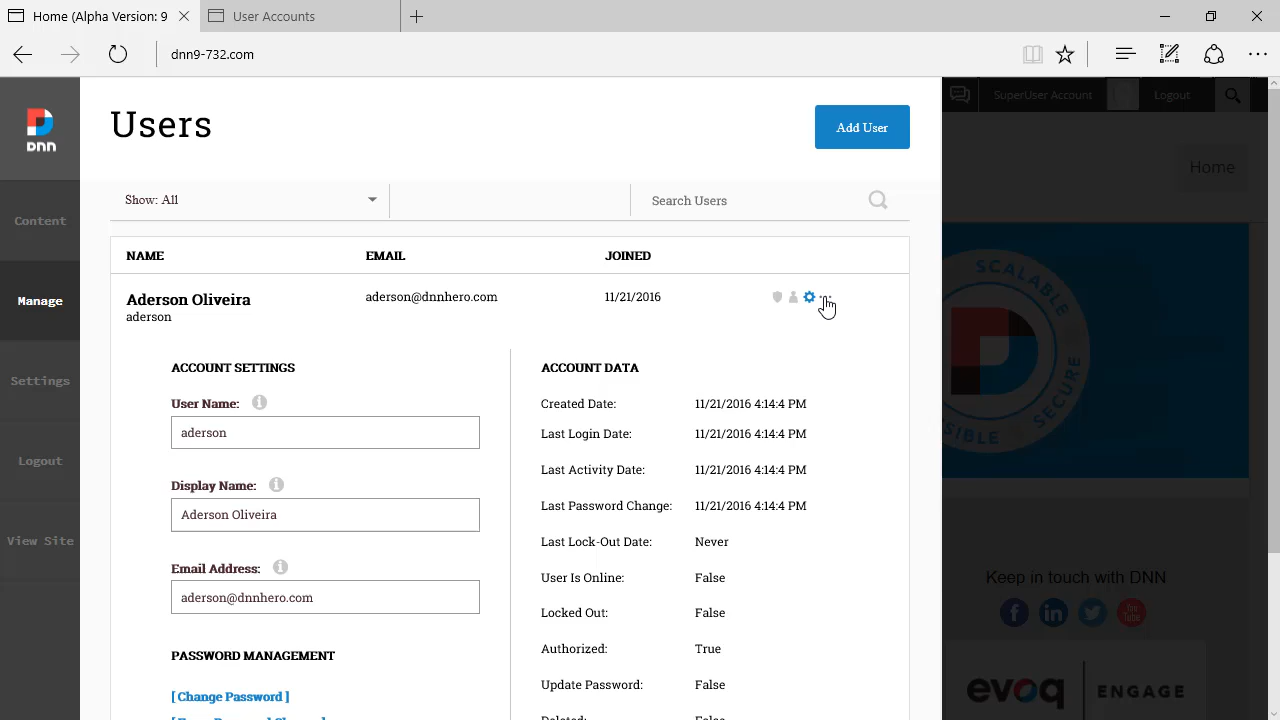 Home (Alpha Version 9
User Accounts
dnn9-732.com
DNN
Content
Manage
Settings
Logout
View Site
Users
Add User
Show: All
Search Users
NAME EMAIL JOINED
Aderson Oliveira aderson@dnnhero.com 11/21/2016
aderson
ACCOUNT SETTINGS
User Name:
aderson
Display Name:
Aderson Oliveira
Email Address:
aderson@dnnhero.com
PASSWORD MANAGEMENT
[ Change Password ]
ACCOUNT DATA
Created Date: 11/21/2016 4:14:4 PM
Last Login Date: 11/21/2016 4:14:4 PM
Last Activity Date: 11/21/2016 4:14:4 PM
Last Password Change: 11/21/2016 4:14:4 PM
Last Lock-Out Date: Never
User Is Online: False
Locked Out: False
Authorized: True
Update Password: False
Deleted: False
SuperUser Account
Logout
Home
SCALABLE
SECURE
Keep in touch with DNN
You Tube
evoq ENGAGE